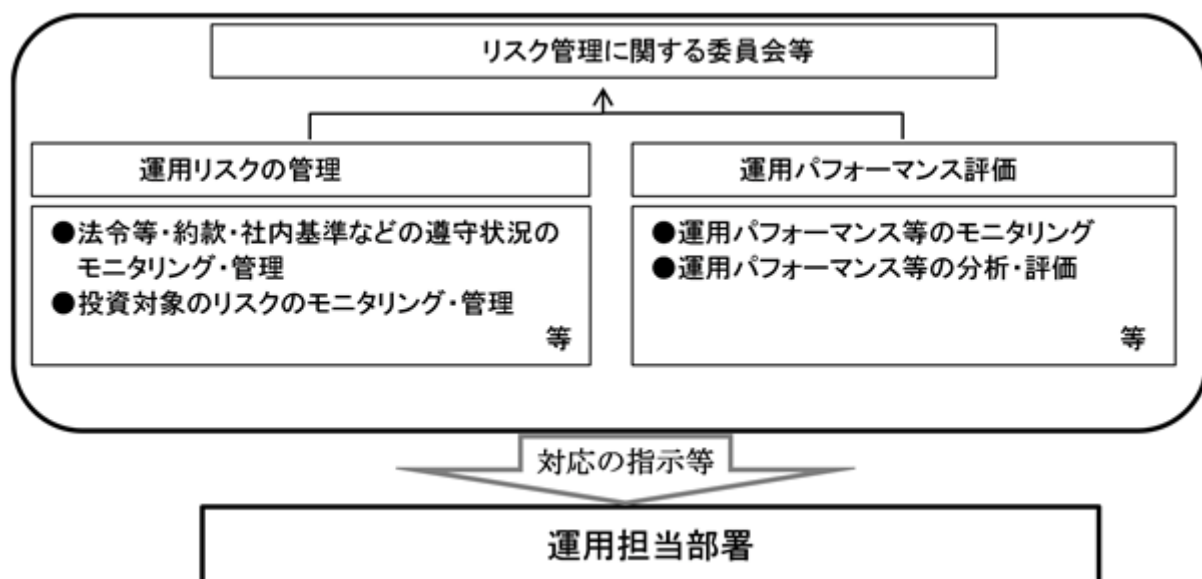 リスク管理に関する委員会等
運用リスクの管理
●法令等・約款・社内基準などの遵守状況の
モニタリング・管理
●投資対象のリスクのモニタリング・管理
等
運用パフォーマンス評価
●運用パフォーマンス等のモニタリング
●運用パフォーマンス等の分析・評価
等
対応の指示等
運用担当部署